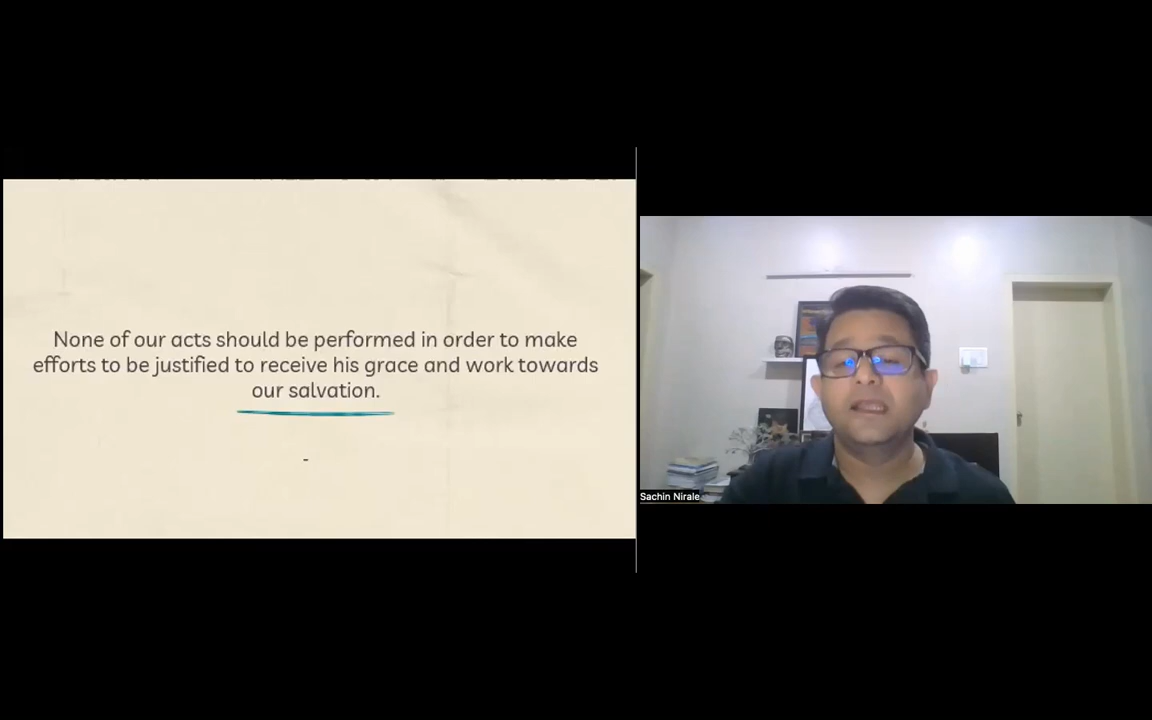 None of our acts should be performed in order to make
efforts to be justified to receive his grace and work towards
our salvation.
-
Sachin Nirale